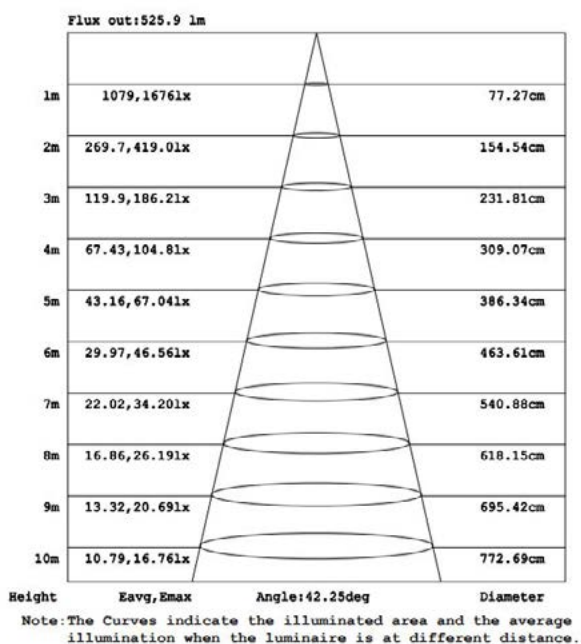 Flux out:525.9 lm
1m 1079,1676lx 77.27cm
2m 269.7,419.0lx 154.54cm
3m 119.9,186.2lx 231.81cm
4m 67.43,104.8lx 309.07cm
5m 43.16,67.04lx 386.34cm
6m 29.97,46.56lx 463.61cm
7m 22.02,34.20lx 540.88cm
8m 16.86,26.19lx 618.15cm
9m 13.32,20.69lx 695.42cm
10m 10.79,16.76lx 772.69cm
Height Eavg,Emax Angle:42.25deg Diameter
Note:The Curves indicate the illuminated area and the average
illumination when the luminaire is at different distance.